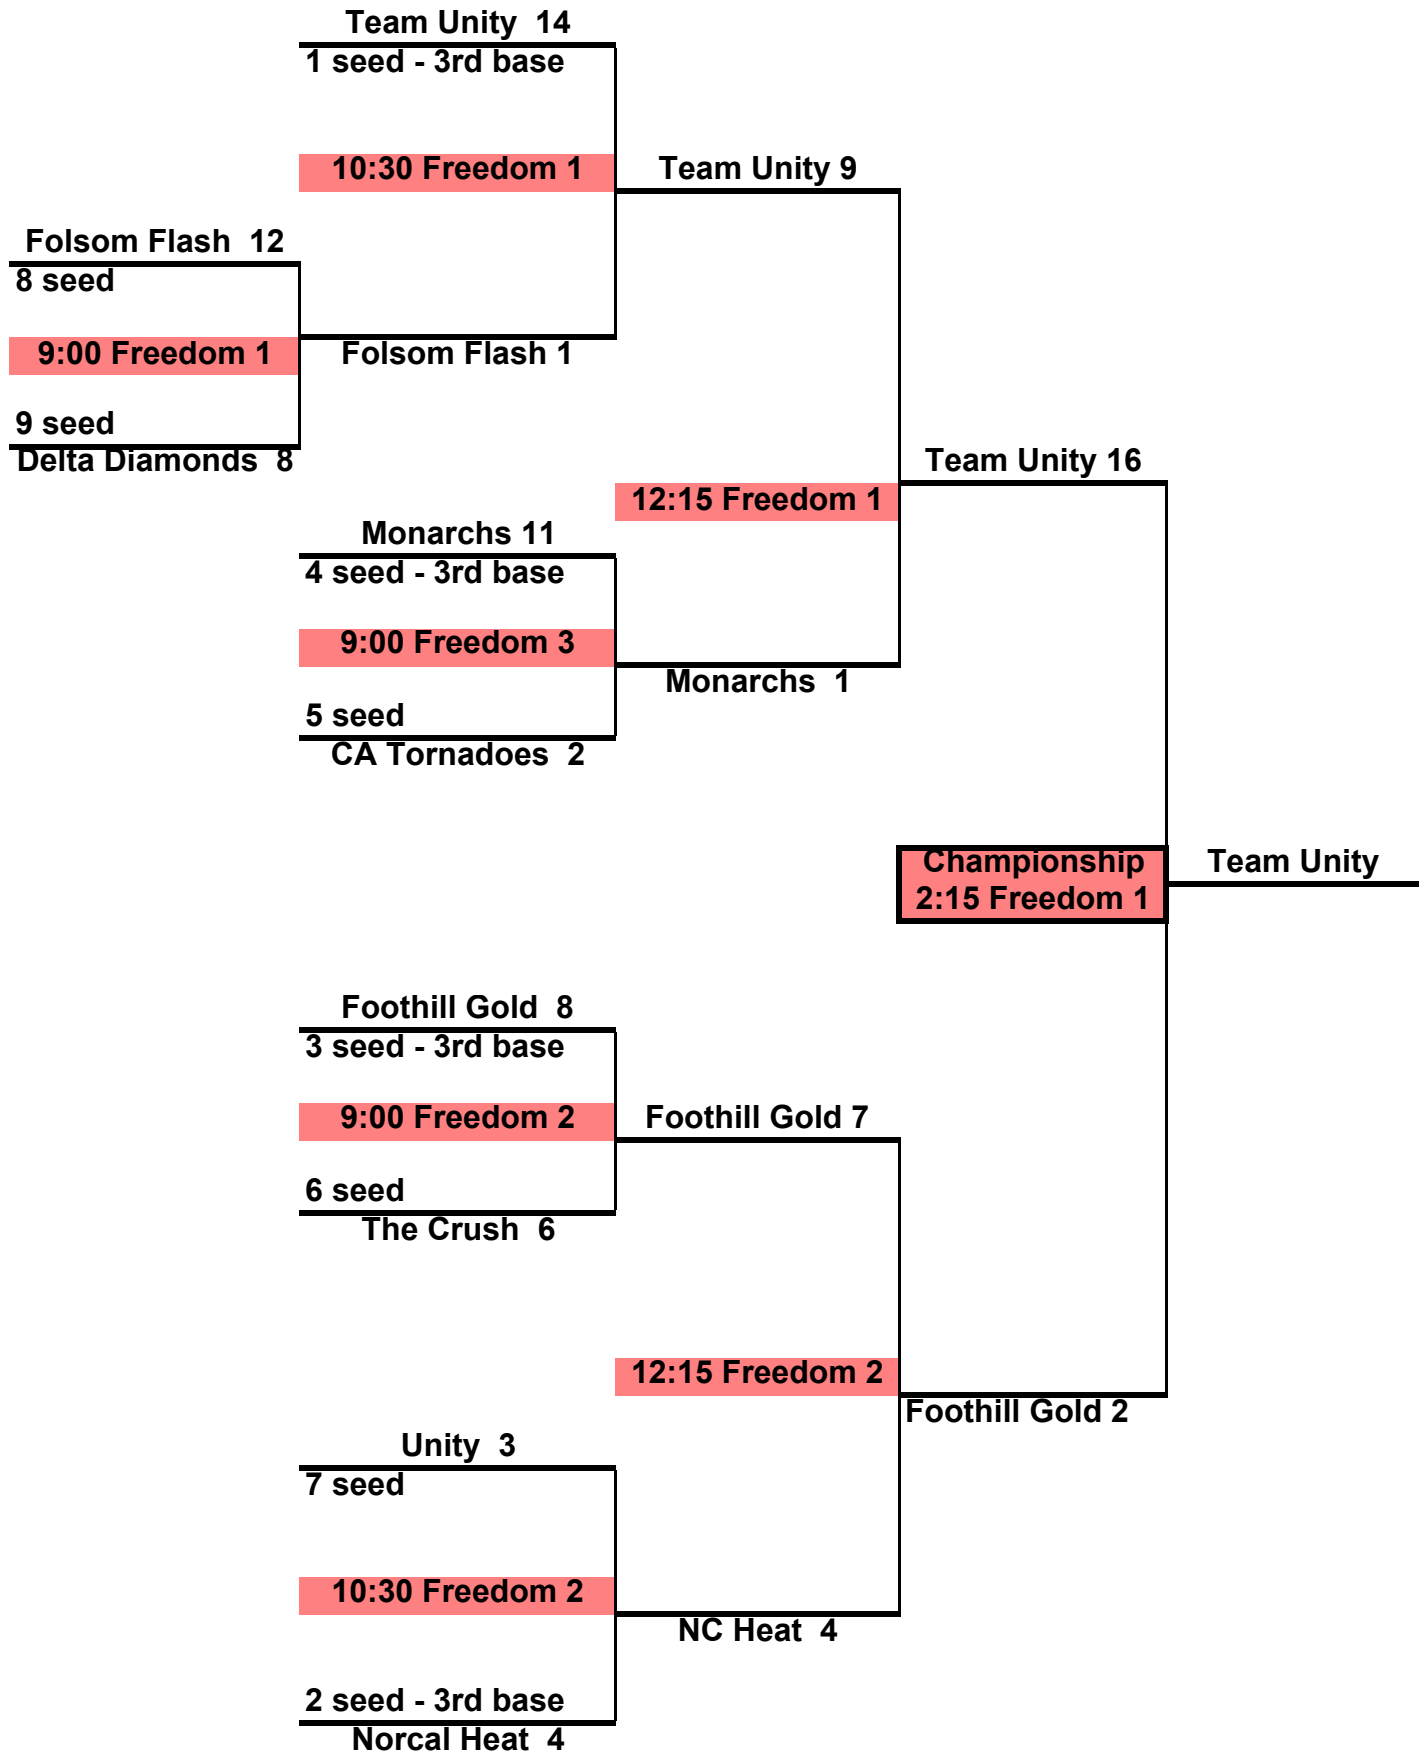 Team Unity  14
1 seed - 3rd base
10:30 Freedom 1
Team Unity 9
Folsom Flash  12
8 seed
9:00 Freedom 1
Folsom Flash 1
9 seed
Delta Diamonds  8
Team Unity 16
12:15 Freedom 1
Monarchs 11
4 seed - 3rd base
9:00 Freedom 3
Monarchs  1
5 seed
CA Tornadoes  2
Championship
2:15 Freedom 1
Team Unity
Foothill Gold  8
3 seed - 3rd base
9:00 Freedom 2
Foothill Gold 7
6 seed
The Crush  6
12:15 Freedom 2
Foothill Gold 2
Unity  3
7 seed
10:30 Freedom 2
NC Heat  4
2 seed - 3rd base
Norcal Heat  4